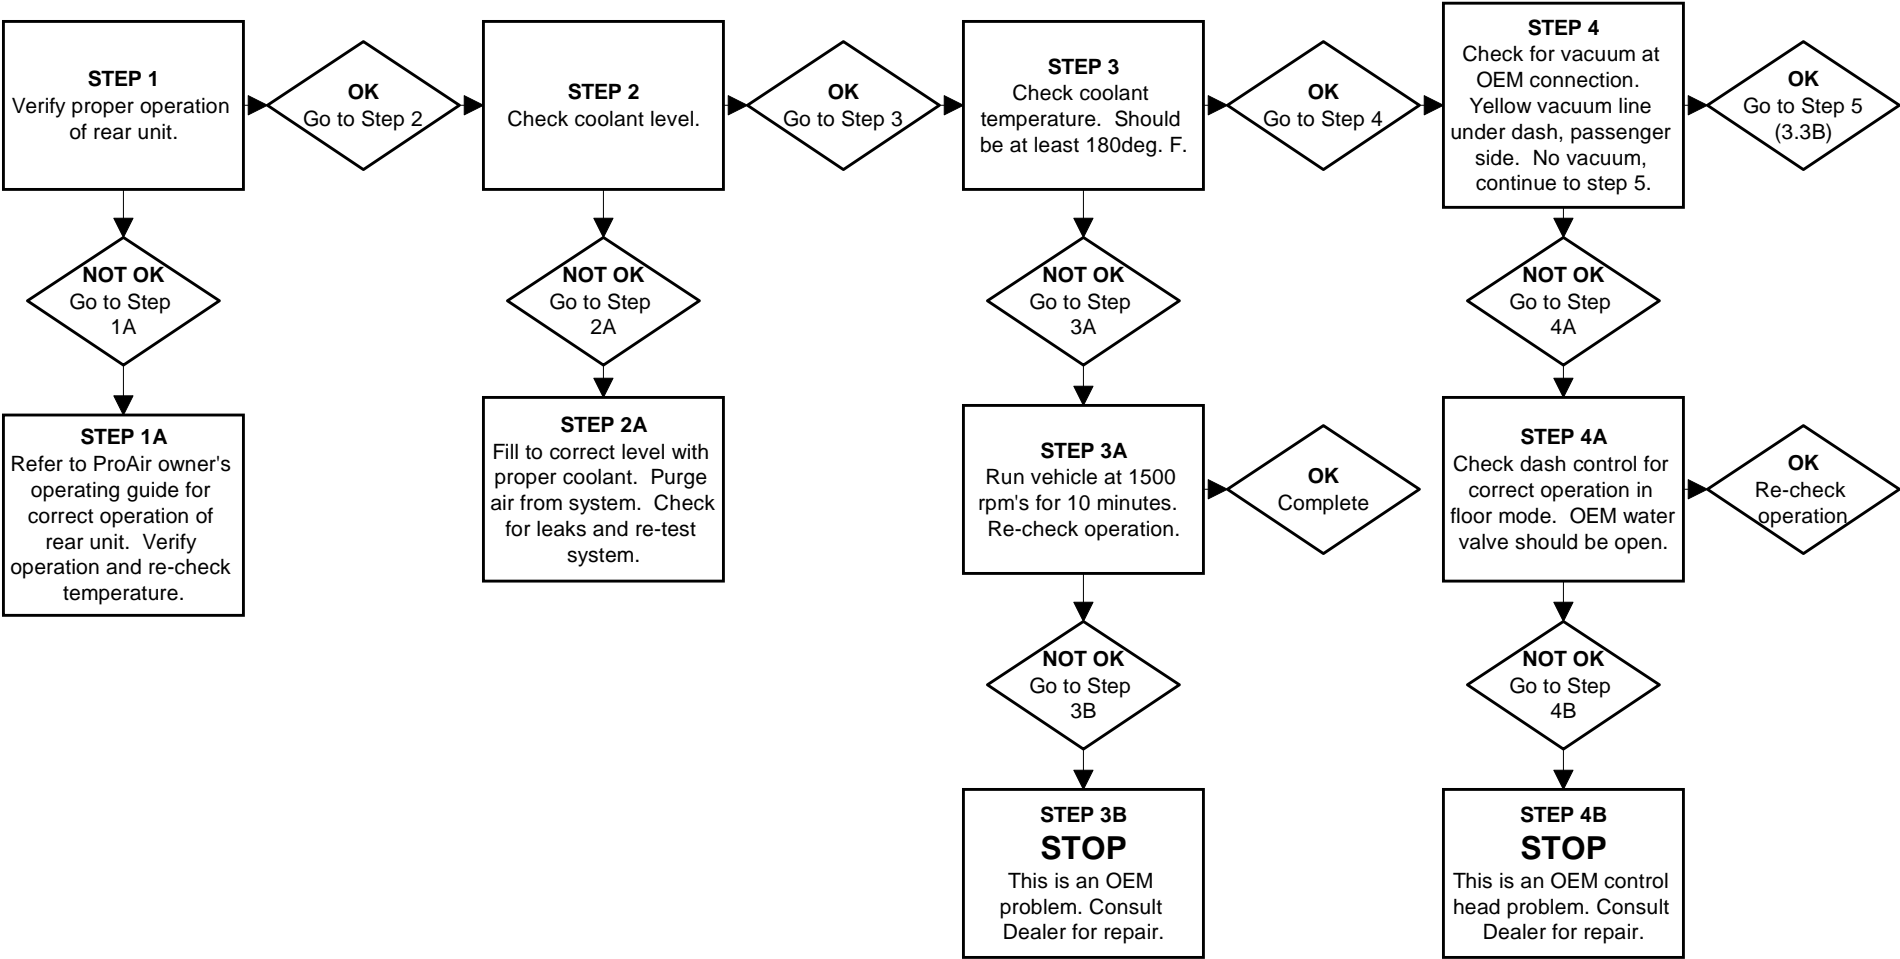 STEP 1
Verify proper operation
of rear unit.
OK
Go to Step 2
STEP 2
Check coolant level.
OK
Go to Step 3
STEP 3
Check coolant
temperature.  Should
be at least 180deg. F.
OK
Go to Step 4
STEP 4
Check for vacuum at
OEM connection.
Yellow vacuum line
under dash, passenger
side.  No vacuum,
continue to step 5.
OK
Go to Step 5
(3.3B)
NOT OK
Go to Step
1A
NOT OK
Go to Step
2A
NOT OK
Go to Step
3A
NOT OK
Go to Step
4A
STEP 1A
Refer to ProAir owner's
operating guide for
correct operation of
rear unit.  Verify
operation and re-check
temperature.
STEP 2A
Fill to correct level with
proper coolant.  Purge
air from system.  Check
for leaks and re-test
system.
STEP 3A
Run vehicle at 1500
rpm's for 10 minutes.
Re-check operation.
OK
Complete
STEP 4A
Check dash control for
correct operation in
floor mode.  OEM water
valve should be open.
OK
Re-check
operation
NOT OK
Go to Step
3B
NOT OK
Go to Step
4B
STEP 3B
STOP
This is an OEM
problem. Consult
Dealer for repair.
STEP 4B
STOP
This is an OEM control
head problem. Consult
Dealer for repair.